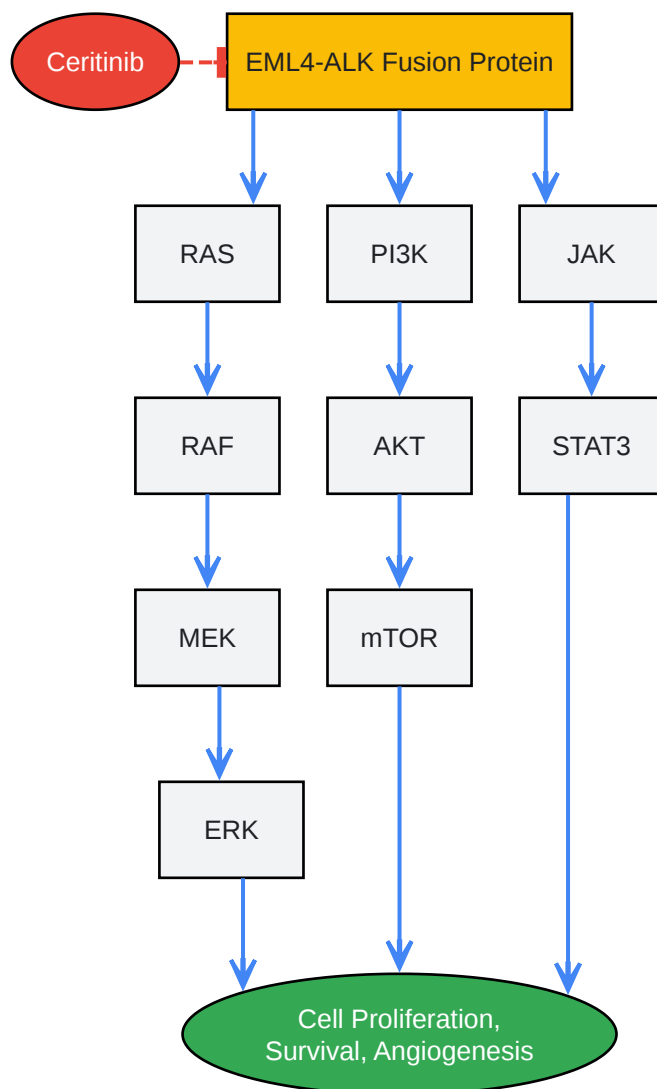 Ceritinib
EML4-ALK Fusion Protein
RAS
PI3K
JAK
RAF
AKT
STAT3
MEK
mTOR
ERK
Cell Proliferation,
Survival, Angiogenesis